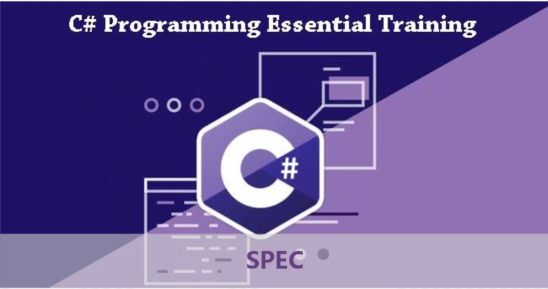 C# Programming Essential Training
C#
SPEC